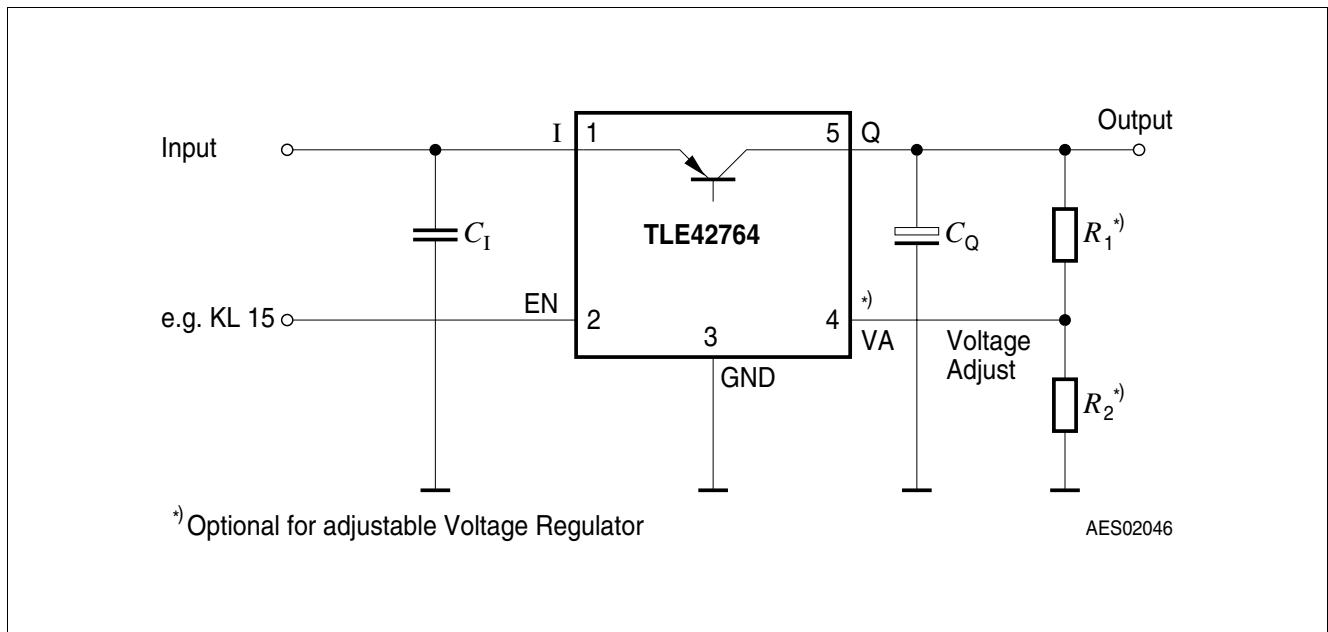 Input
I
1
5
Q
Output
TLE42764
C_I
C_Q
R_1 *)
e.g. KL 15
EN
2
3
GND
4
*)
VA
Voltage
Adjust
R_2 *)
*) Optional for adjustable Voltage Regulator
AES02046